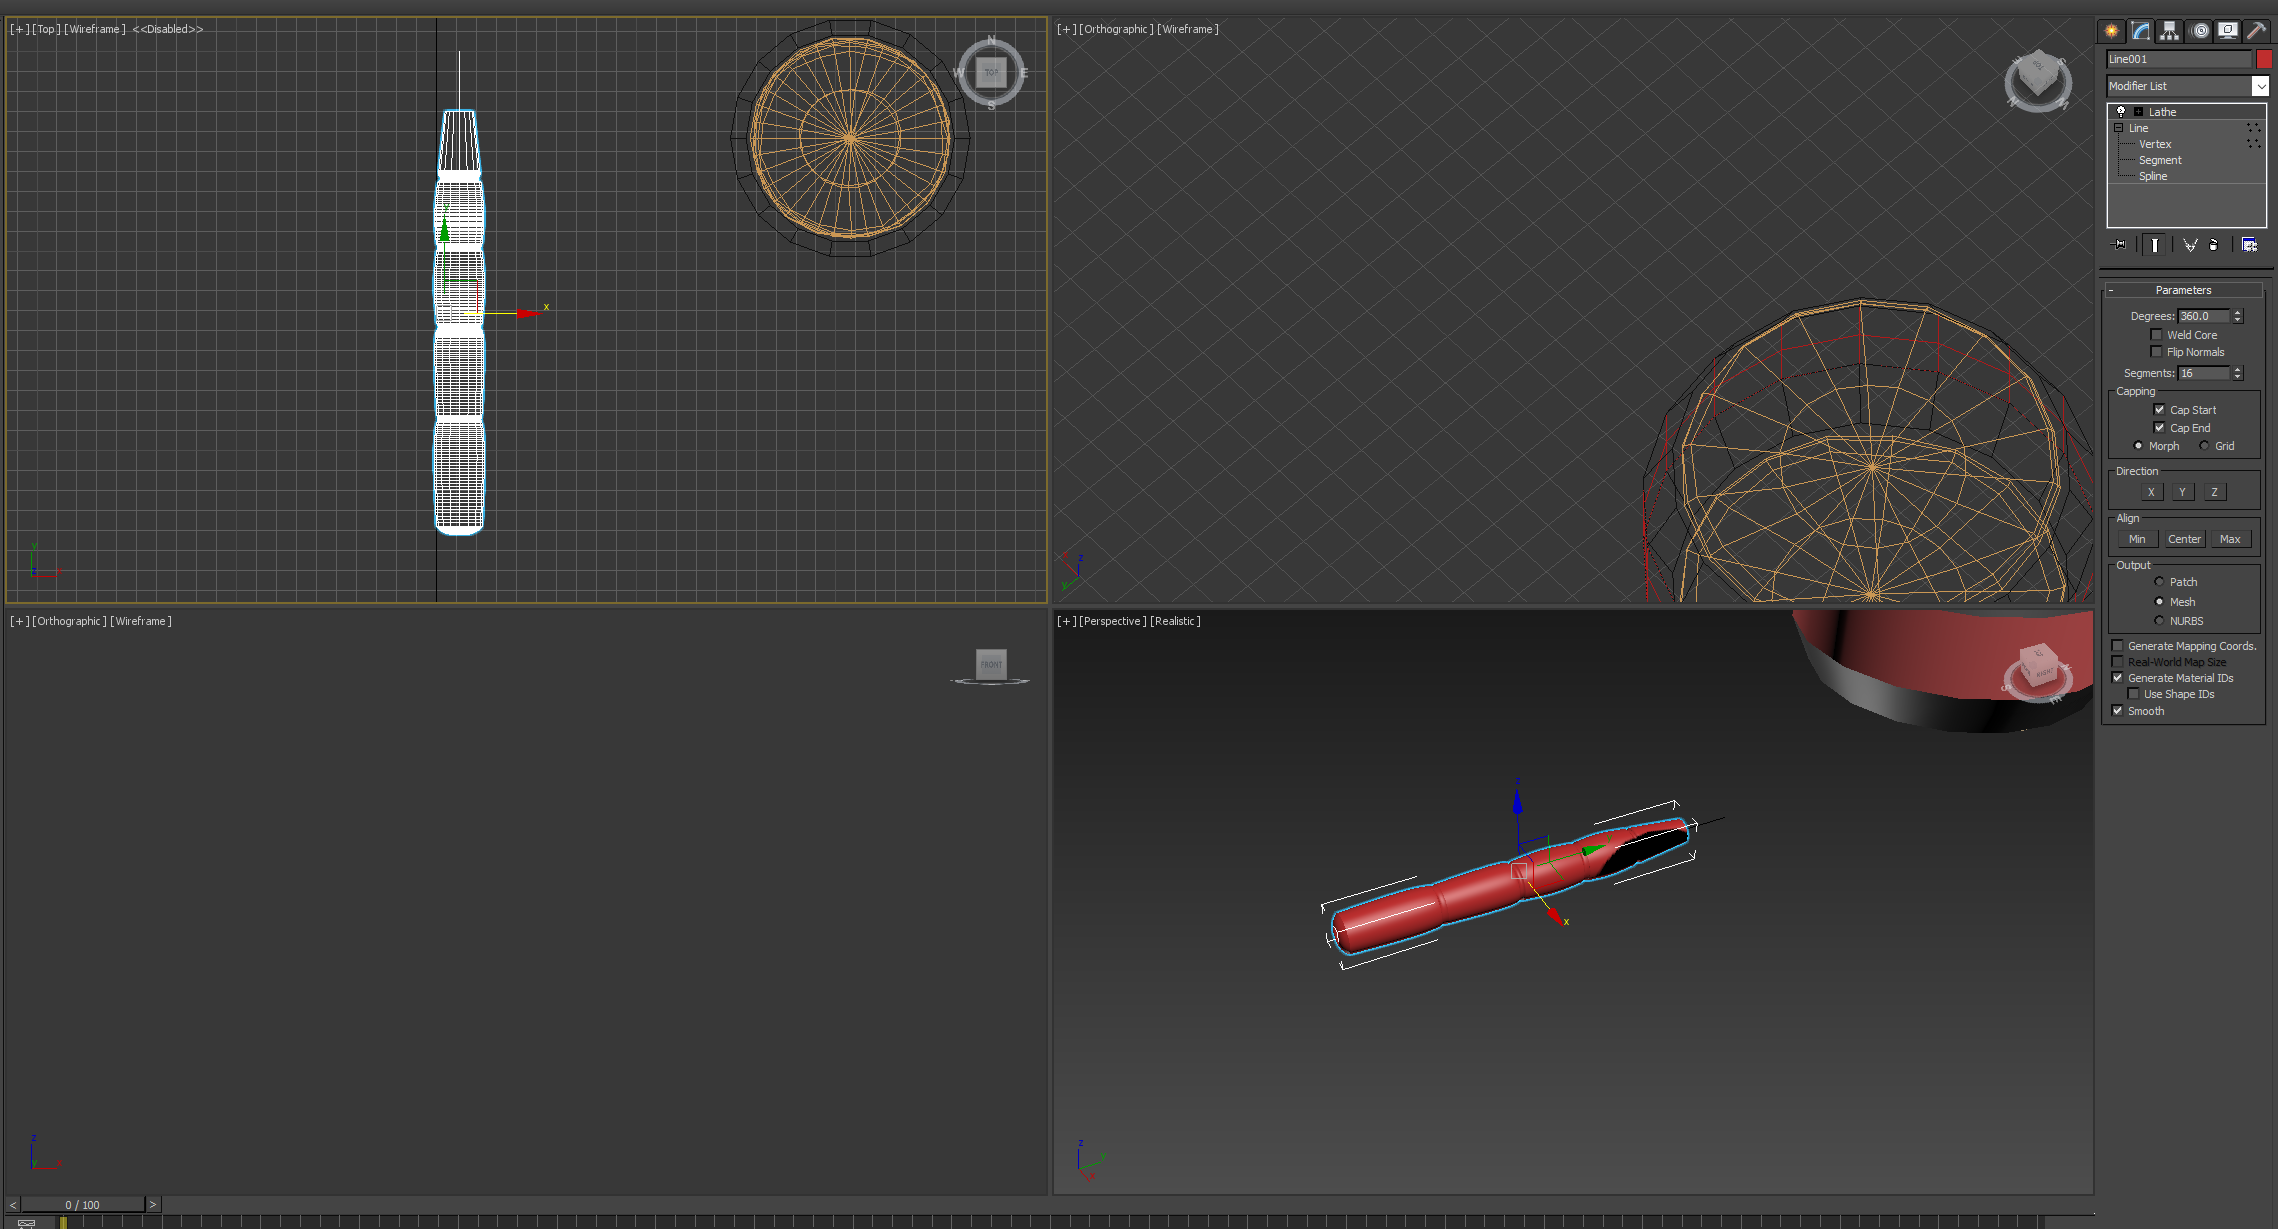 [+] [Top] [Wireframe] <<Disabled>>
N
W
TOP
E
S
x
y
z
[+] [Orthographic] [Wireframe]
z
y
[+] [Orthographic] [Wireframe]
FRONT
z
y
[+] [Perspective] [Realistic]
RIGHT
z
x
z
y
x
Line001
Modifier List
Lathe
Line
Vertex
Segment
Spline
- Parameters
Degrees: 360.0
Weld Core
Flip Normals
Segments: 16
Capping
Cap Start
Cap End
Morph Grid
Direction
X Y Z
Align
Min Center Max
Output
Patch
Mesh
NURBS
Generate Mapping Coords.
Real-World Map Size
Generate Material IDs
Use Shape IDs
Smooth
< 0 / 100 >